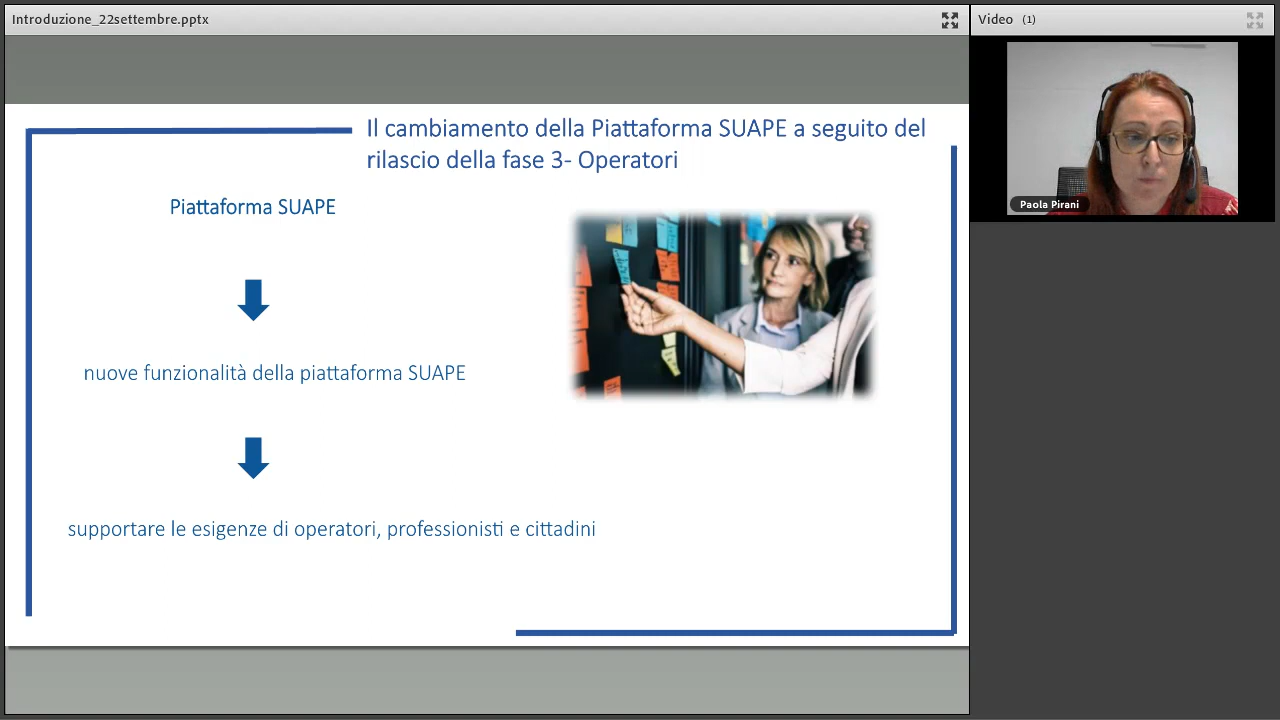 Introduzione_22settembre.pptx
Video (1)
Il cambiamento della Piattaforma SUAPE a seguito del
rilascio della fase 3- Operatori
Piattaforma SUAPE
Paola Pirani
nuove funzionalità della piattaforma SUAPE
supportare le esigenze di operatori, professionisti e cittadini